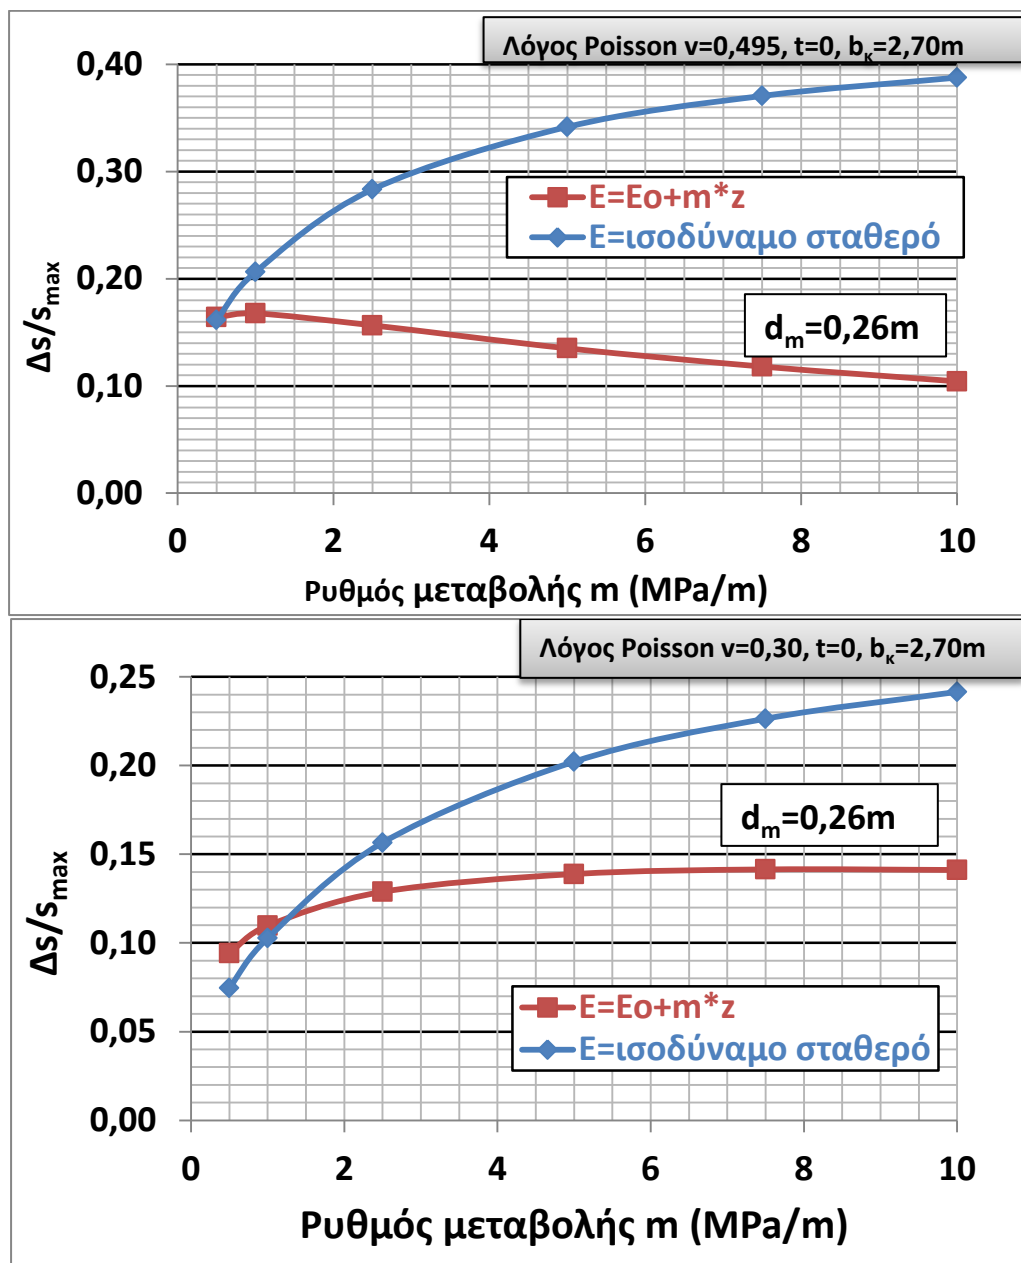 Λόγος Poisson ν=0,495, t=0, bκ=2,70m
0,40
0,30
0,20
0,10
0,00
Δs/smax
E=Eo+m*z
E=ισοδύναμο σταθερό
dm=0,26m
0 2 4 6 8 10
Ρυθμός μεταβολής m (MPa/m)
Λόγος Poisson ν=0,30, t=0, bκ=2,70m
0,25
0,20
0,15
0,10
0,05
0,00
Δs/smax
dm=0,26m
E=Eo+m*z
E=ισοδύναμο σταθερό
0 2 4 6 8 10
Ρυθμός μεταβολής m (MPa/m)